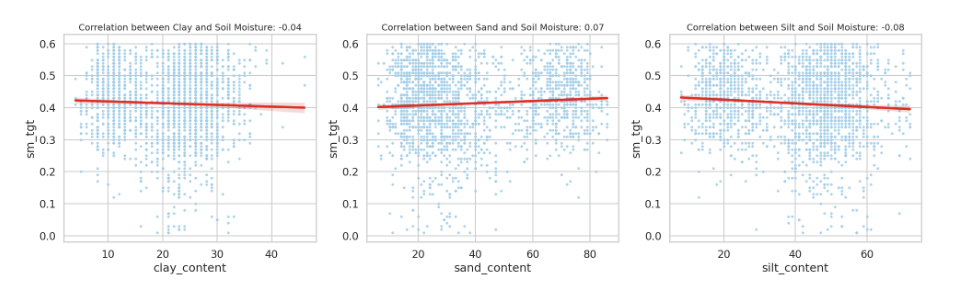 Correlation between Clay and Soil Moisture: -0.04
0.6
0.5
0.4
0.3
0.2
0.1
0.0
sm_tgt
10 20 30 40
clay_content
Correlation between Sand and Soil Moisture: 0.07
0.6
0.5
0.4
0.3
0.2
0.1
0.0
sm_tgt
20 40 60 80
sand_content
Correlation between Silt and Soil Moisture: -0.08
0.6
0.5
0.4
0.3
0.2
0.1
0.0
sm_tgt
20 40 60
silt_content